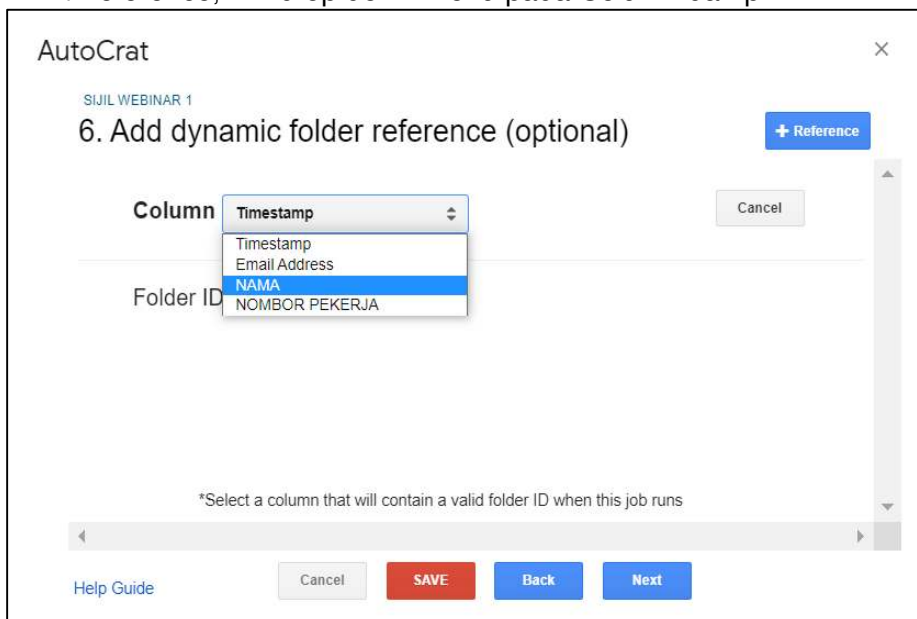 AutoCrat
SIJIL WEBINAR 1
6. Add dynamic folder reference (optional)
+ Reference
Column Timestamp
Cancel
Timestamp
Email Address
NAMA
NOMBOR PEKERJA
Folder ID
*Select a column that will contain a valid folder ID when this job runs
Help Guide
Cancel
SAVE
Back
Next